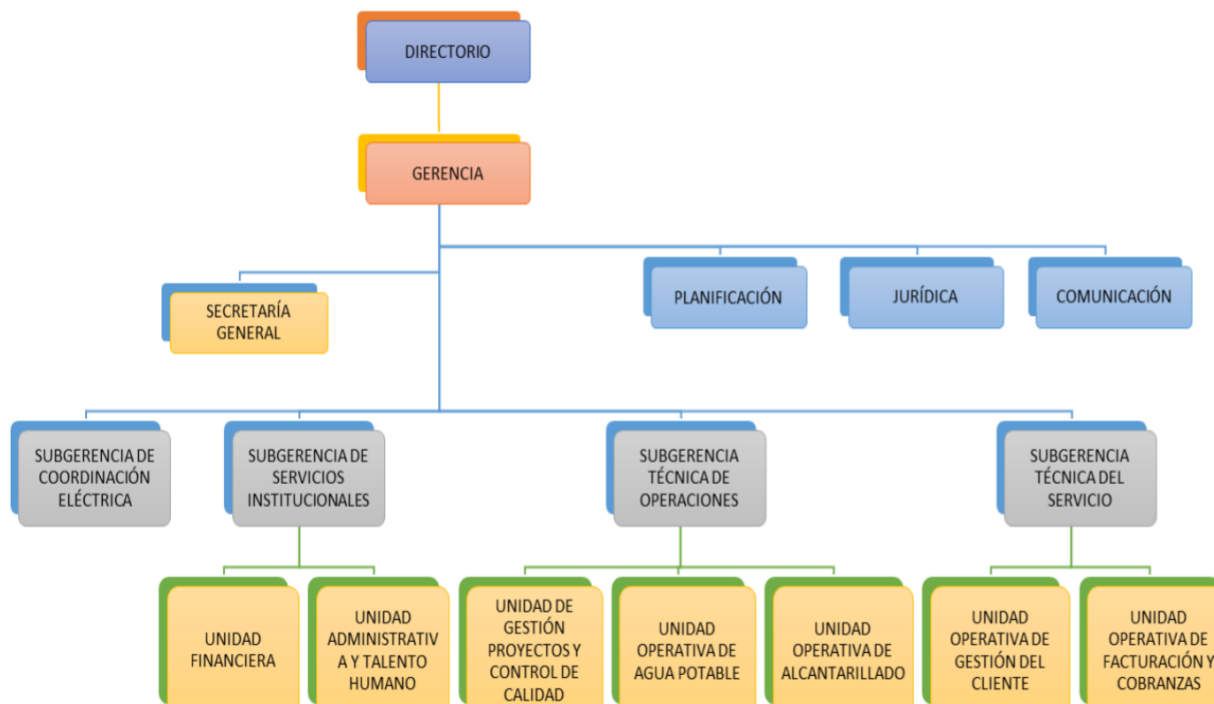 DIRECTORIO
GERENCIA
SECRETARÍA
GENERAL
PLANIFICACIÓN
JURÍDICA
COMUNICACIÓN
SUBGERENCIA DE
COORDINACIÓN
ELÉCTRICA
SUBGERENCIA DE
SERVICIOS
INSTITUCIONALES
SUBGERENCIA
TÉCNICA DE
OPERACIONES
SUBGERENCIA
TÉCNICA DEL
SERVICIO
UNIDAD
FINANCIERA
UNIDAD
ADMINISTRATIV
A Y TALENTO
HUMANO
UNIDAD DE
GESTIÓN
PROYECTOS Y
CONTROL DE
CALIDAD
UNIDAD
OPERATIVA DE
AGUA POTABLE
UNIDAD
OPERATIVA DE
ALCANTARILLADO
UNIDAD
OPERATIVA DE
GESTIÓN DEL
CLIENTE
UNIDAD
OPERATIVA DE
FACTURACIÓN Y
COBRANZAS